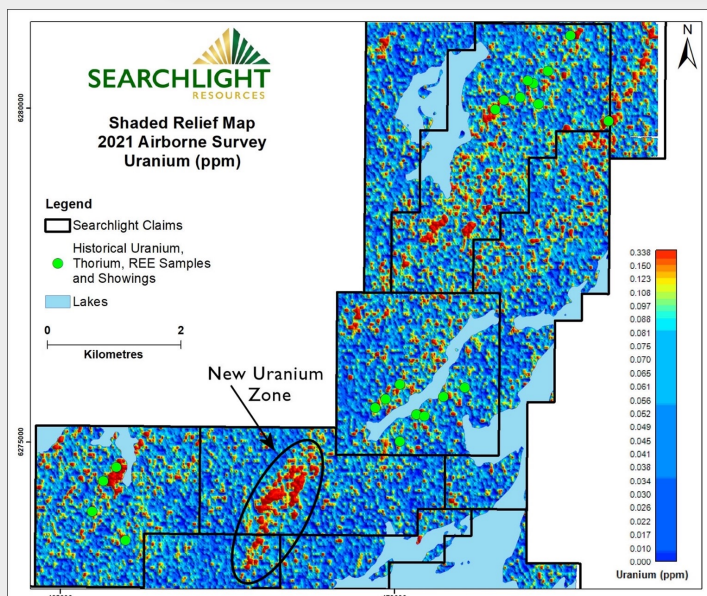 SEARCHLIGHT
RESOURCES
Shaded Relief Map
2021 Airborne Survey
Uranium (ppm)
Legend
Searchlight Claims
Historical Uranium,
Thorium, REE Samples
and Showings
Lakes
0 2
Kilometres
New Uranium
Zone
N
6280000
6275000
0.338
0.150
0.123
0.108
0.097
0.088
0.081
0.075
0.070
0.065
0.061
0.056
0.052
0.049
0.045
0.041
0.038
0.034
0.030
0.026
0.022
0.017
0.010
0.000
Uranium (ppm)